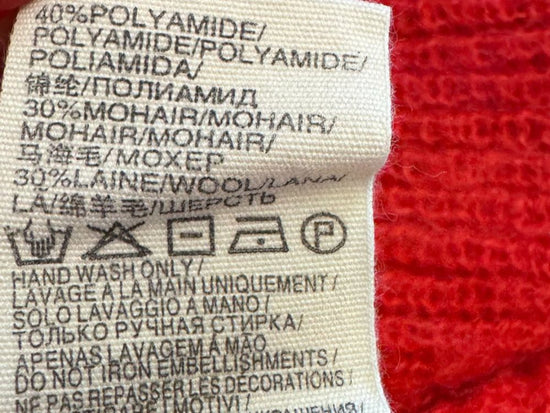 40%POLYAMIDE/
POLYAMIDE/POLYAMIDE/
POLIAMIDA/
锦纶/ПОЛИАМИД
30%MOHAIR/MOHAIR/
MOHAIR/MOHAIR/
马海毛/МОХЕР
30%LAINE/WOOL/LANA/
LA/绵羊毛/ШЕРСТЬ
P
HAND WASH ONLY/
LAVAGE A LA MAIN UNIQUEMENT/
SOLO LAVAGGIO A MANO/
ТОЛЬКО РУЧНАЯ СТИРКА/
APENAS LAVAGEM À MÃO
DO NOT IRON EMBELLISHMENTS/
NE PAS REPASSER LES DECORATIONS/
MOTIVI/